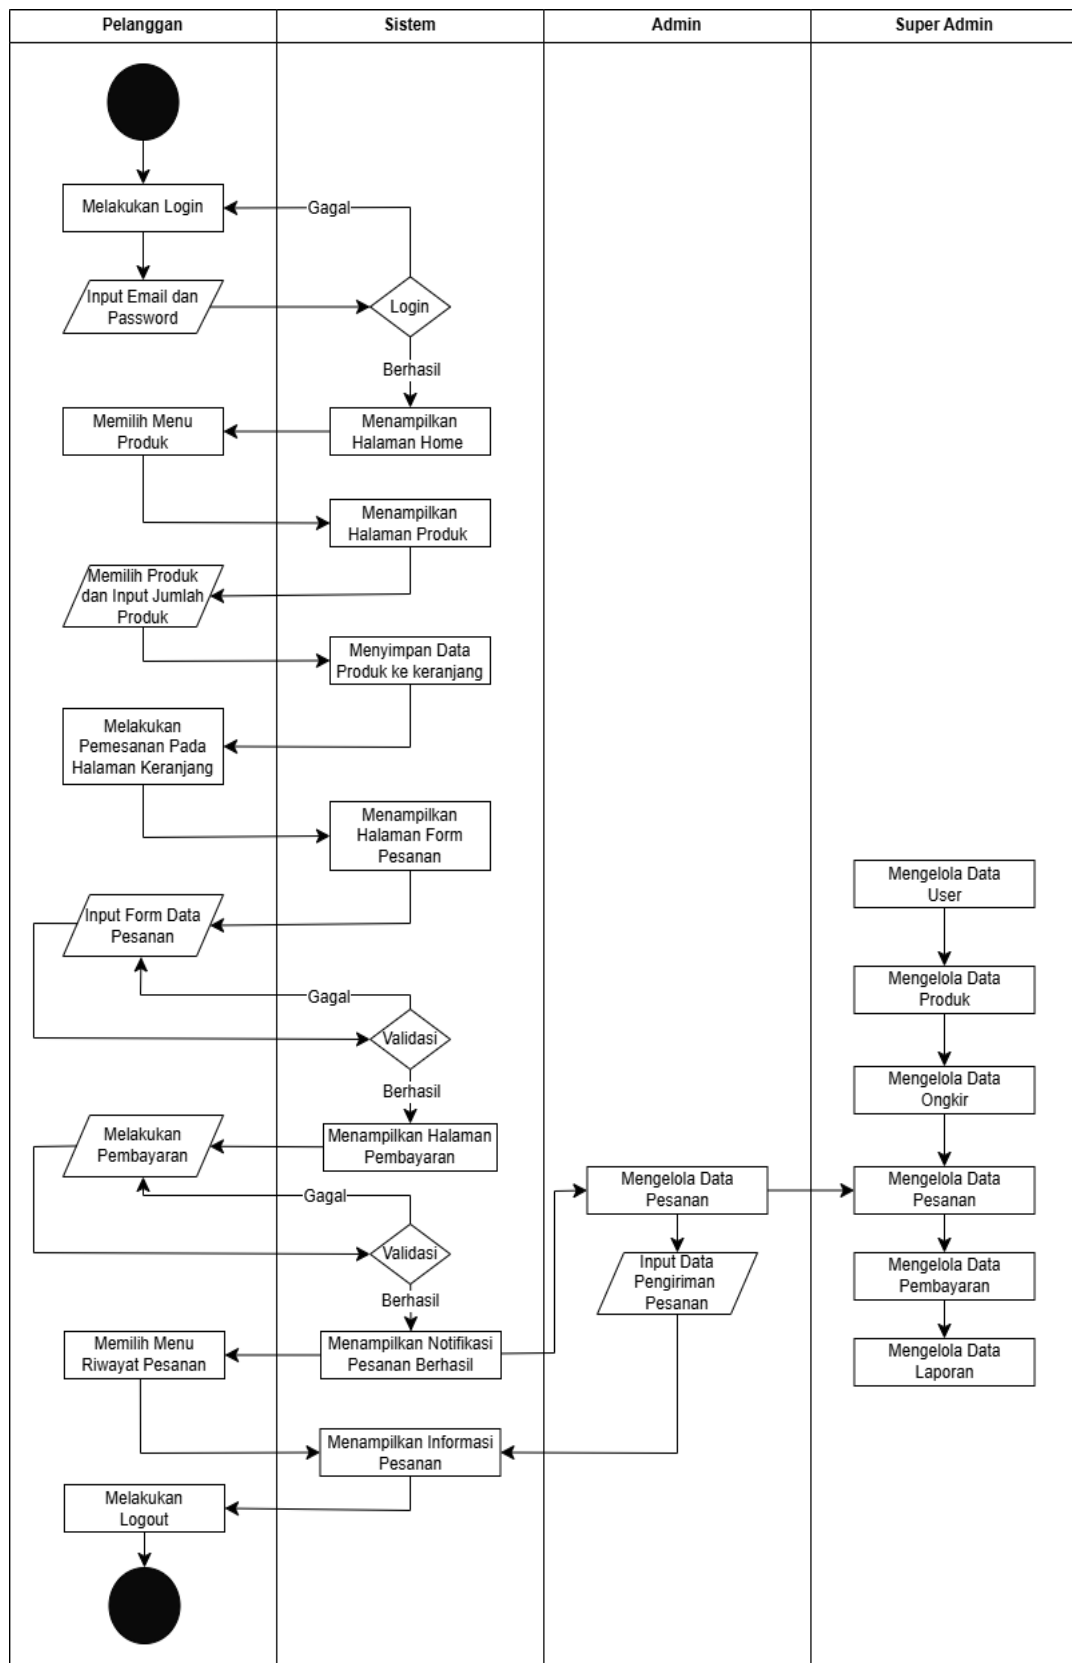 Pelanggan
Sistem
Admin
Super Admin
Melakukan Login
Gagal
Input Email dan
Password
Login
Berhasil
Memilih Menu
Produk
Menampilkan
Halaman Home
Menampilkan
Halaman Produk
Memilih Produk
dan Input Jumlah
Produk
Menyimpan Data
Produk ke keranjang
Melakukan
Pemesanan Pada
Halaman Keranjang
Menampilkan
Halaman Form
Pesanan
Mengelola Data
User
Input Form Data
Pesanan
Mengelola Data
Produk
Gagal
Validasi
Berhasil
Mengelola Data
Ongkir
Melakukan
Pembayaran
Menampilkan Halaman
Pembayaran
Mengelola Data
Pesanan
Mengelola Data
Pesanan
Gagal
Validasi
Berhasil
Input Data
Pengiriman
Pesanan
Mengelola Data
Pembayaran
Memilih Menu
Riwayat Pesanan
Menampilkan Notifikasi
Pesanan Berhasil
Mengelola Data
Laporan
Menampilkan Informasi
Pesanan
Melakukan
Logout